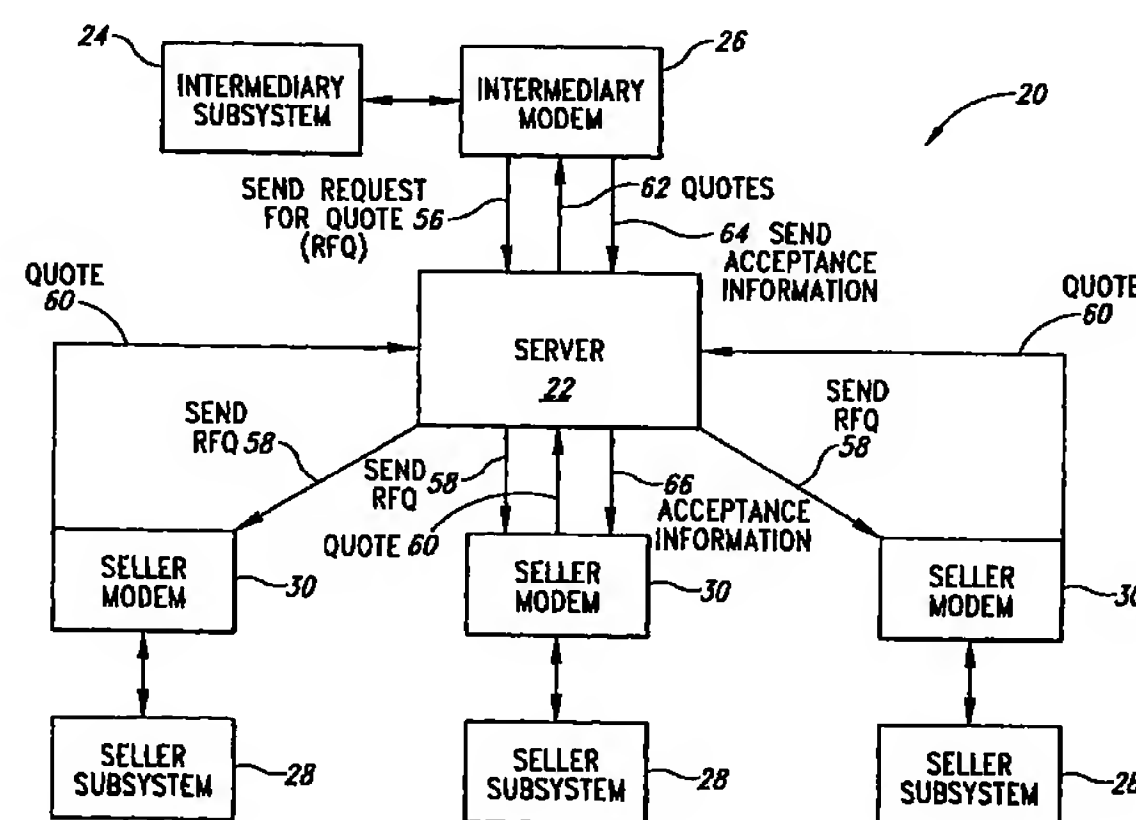 24
INTERMEDIARY
SUBSYSTEM
26
INTERMEDIARY
MODEM
20
SEND REQUEST
FOR QUOTE 56
(RFQ)
62 QUOTES
64 SEND
ACCEPTANCE
INFORMATION
QUOTE
60
SERVER
22
QUOTE
60
SEND
RFQ 58
SEND
RFQ 58
QUOTE 60
66
ACCEPTANCE
INFORMATION
SEND
RFQ
58
SELLER
MODEM
30
SELLER
MODEM
30
SELLER
MODEM
30
SELLER
SUBSYSTEM
28
SELLER
SUBSYSTEM
28
SELLER
SUBSYSTEM
28